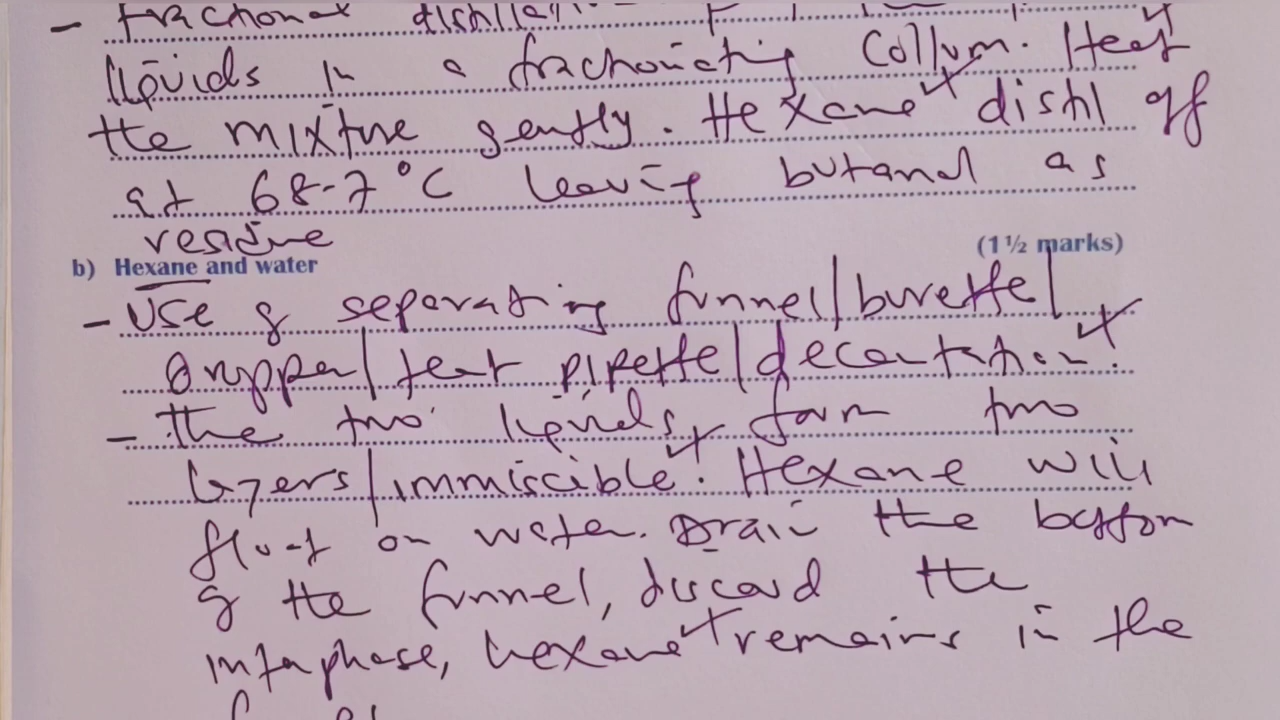 - fractional
liquids in a fractionating Collum. Heat
the mixture gently. Hexane distil off
at 68.7 °C leaving butanol as
residue
b) Hexane and water (1½ marks)
- Use of separating funnel/burette/
dropper/teat pipette/decantation.
- The two liquids form two
layers/immiscible. Hexane will
float on water. Drain the bottom
of the funnel, discard the
interphase, hexane remains in the